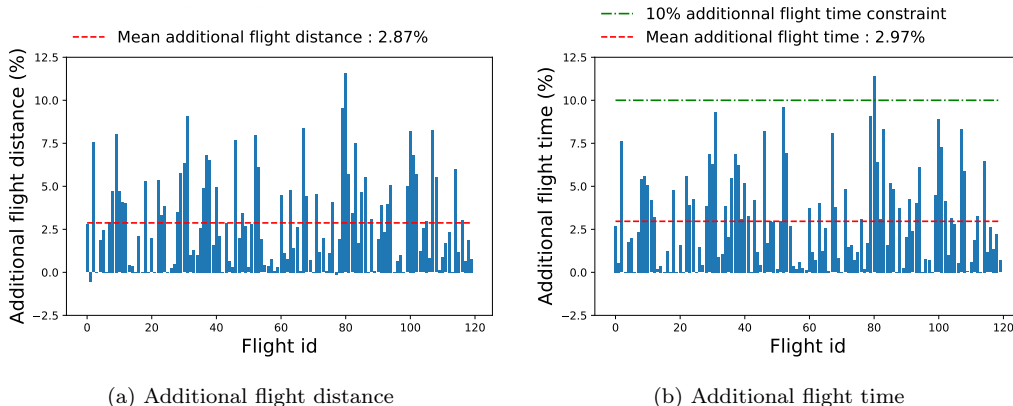 Mean additional flight distance : 2.87%
12.5
10.0
7.5
5.0
2.5
0.0
−2.5
Additional flight distance (%)
0 20 40 60 80 100 120
Flight id
(a) Additional flight distance
10% additionnal flight time constraint
Mean additional flight time : 2.97%
12.5
10.0
7.5
5.0
2.5
0.0
−2.5
Additional flight time (%)
0 20 40 60 80 100 120
Flight id
(b) Additional flight time